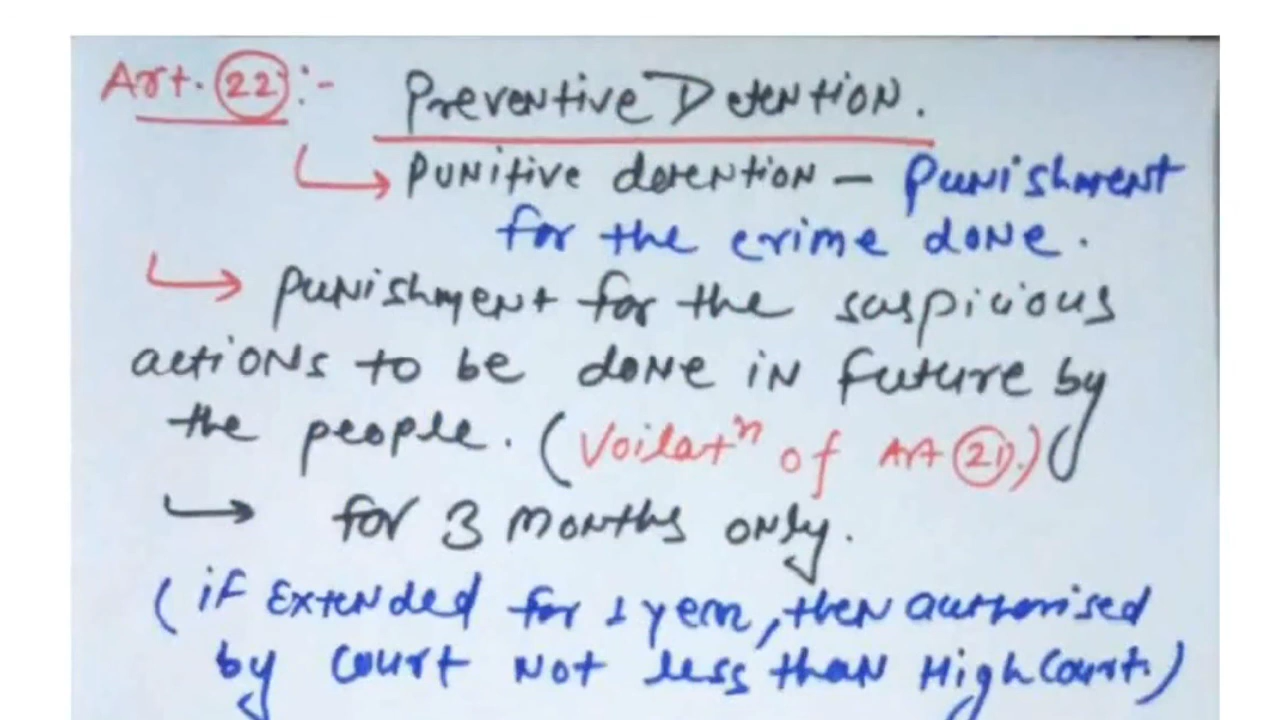 Art. 22 :- Preventive Detention.
Punitive detention - Punishment
for the crime done.
Punishment for the suspicious
actions to be done in future by
the people. (Voilatⁿ of Art 21.)
for 3 months only.
(if Extended for 1 year, then authorised
by Court Not less than High Court.)